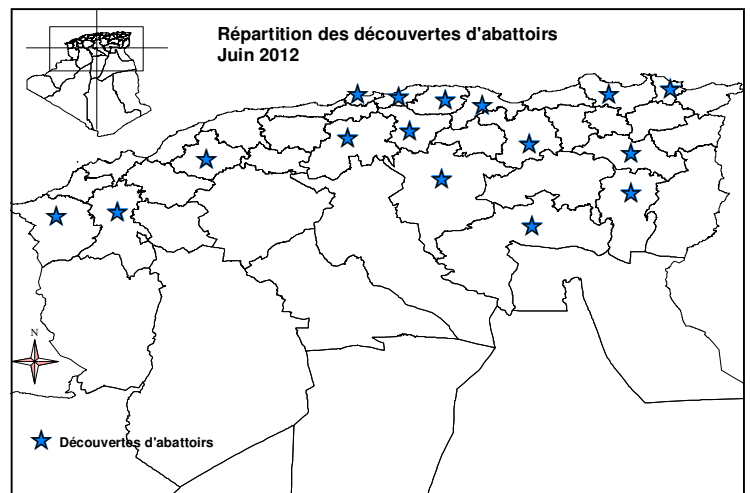 Répartition des découvertes d'abattoirs
Juin 2012
N
Découvertes d'abattoirs